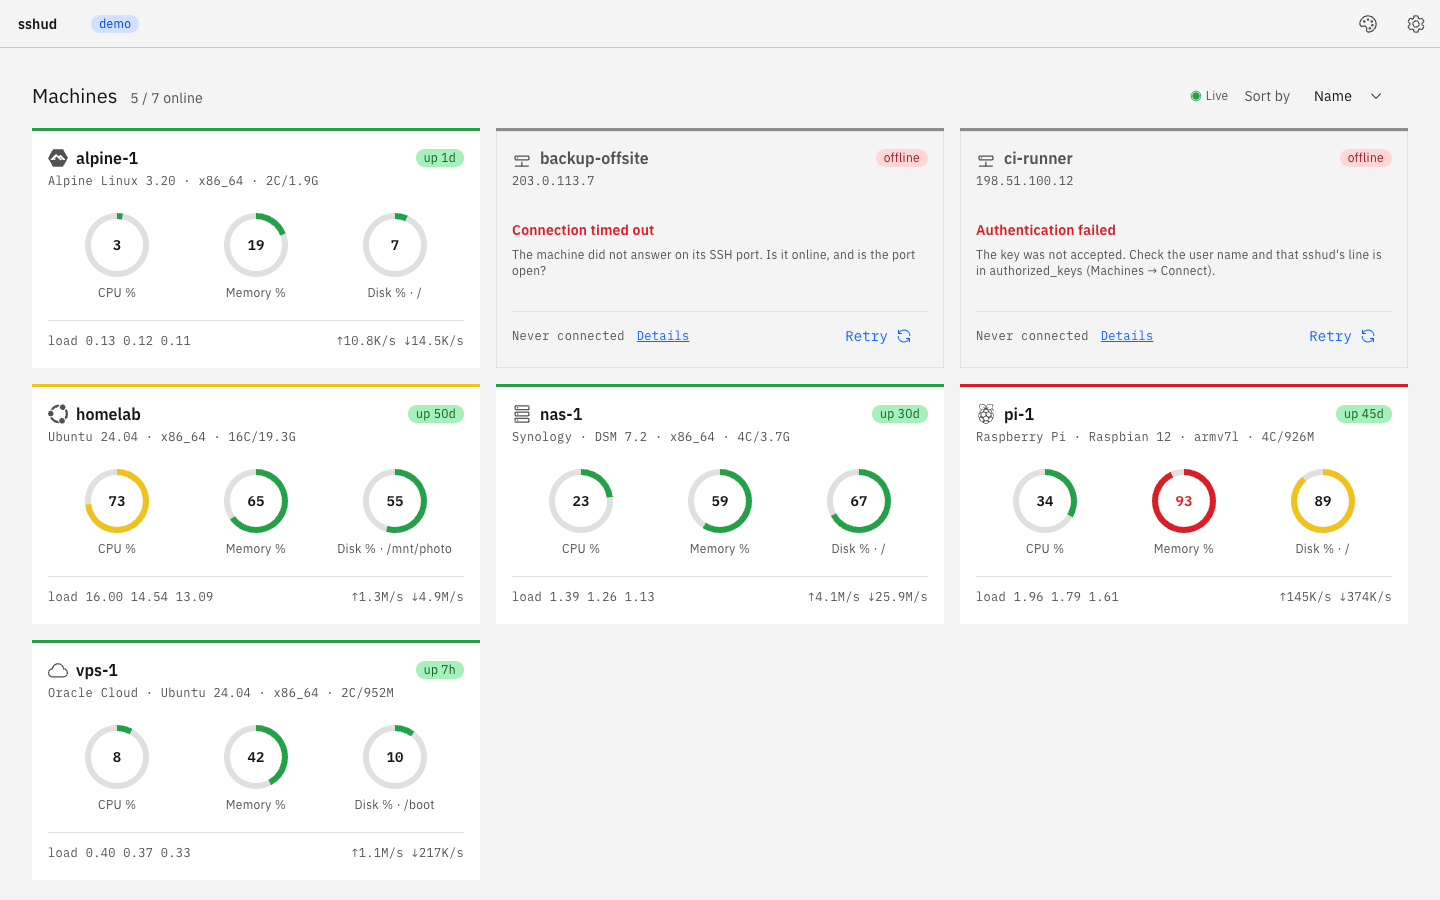 sshud
demo
Machines 5 / 7 online
Live Sort by Name
alpine-1 up 1d
Alpine Linux 3.20 · x86_64 · 2C/1.9G
3 19 7
CPU % Memory % Disk % · /
load 0.13 0.12 0.11 ↑10.8K/s ↓14.5K/s
backup-offsite offline
203.0.113.7
Connection timed out
The machine did not answer on its SSH port. Is it online, and is the port
open?
Never connected Details Retry
ci-runner offline
198.51.100.12
Authentication failed
The key was not accepted. Check the user name and that sshud's line is
in authorized_keys (Machines → Connect).
Never connected Details Retry
homelab up 50d
Ubuntu 24.04 · x86_64 · 16C/19.3G
73 65 55
CPU % Memory % Disk % · /mnt/photo
load 16.00 14.54 13.09 ↑1.3M/s ↓4.9M/s
nas-1 up 30d
Synology · DSM 7.2 · x86_64 · 4C/3.7G
23 59 67
CPU % Memory % Disk % · /
load 1.39 1.26 1.13 ↑4.1M/s ↓25.9M/s
pi-1 up 45d
Raspberry Pi · Raspbian 12 · armv7l · 4C/926M
34 93 89
CPU % Memory % Disk % · /
load 1.96 1.79 1.61 ↑145K/s ↓374K/s
vps-1 up 7h
Oracle Cloud · Ubuntu 24.04 · x86_64 · 2C/952M
8 42 10
CPU % Memory % Disk % · /boot
load 0.40 0.37 0.33 ↑1.1M/s ↓217K/s